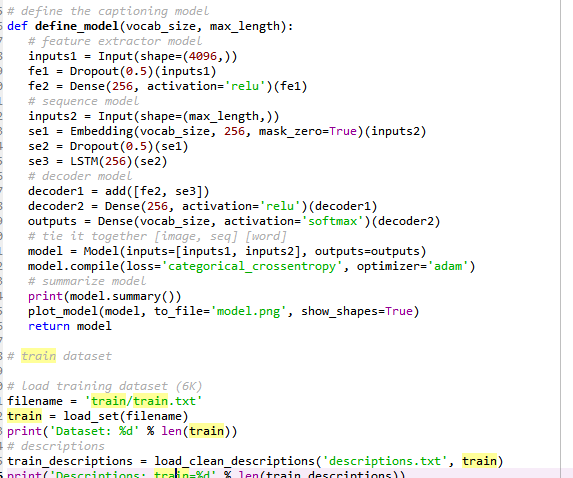 # define the captioning model
def define_model(vocab_size, max_length):
# feature extractor model
inputs1 = Input(shape=(4096,))
fe1 = Dropout(0.5)(inputs1)
fe2 = Dense(256, activation='relu')(fe1)
# sequence model
inputs2 = Input(shape=(max_length,))
se1 = Embedding(vocab_size, 256, mask_zero=True)(inputs2)
se2 = Dropout(0.5)(se1)
se3 = LSTM(256)(se2)
# decoder model
decoder1 = add([fe2, se3])
decoder2 = Dense(256, activation='relu')(decoder1)
outputs = Dense(vocab_size, activation='softmax')(decoder2)
# tie it together [image, seq] [word]
model = Model(inputs=[inputs1, inputs2], outputs=outputs)
model.compile(loss='categorical_crossentropy', optimizer='adam')
# summarize model
print(model.summary())
plot_model(model, to_file='model.png', show_shapes=True)
return model
# train dataset
# load training dataset (6K)
filename = 'train/train.txt'
train = load_set(filename)
print('Dataset: %d' % len(train))
# descriptions
train_descriptions = load_clean_descriptions('descriptions.txt', train)
print('Descriptions: train=%d' % len(train_descriptions))